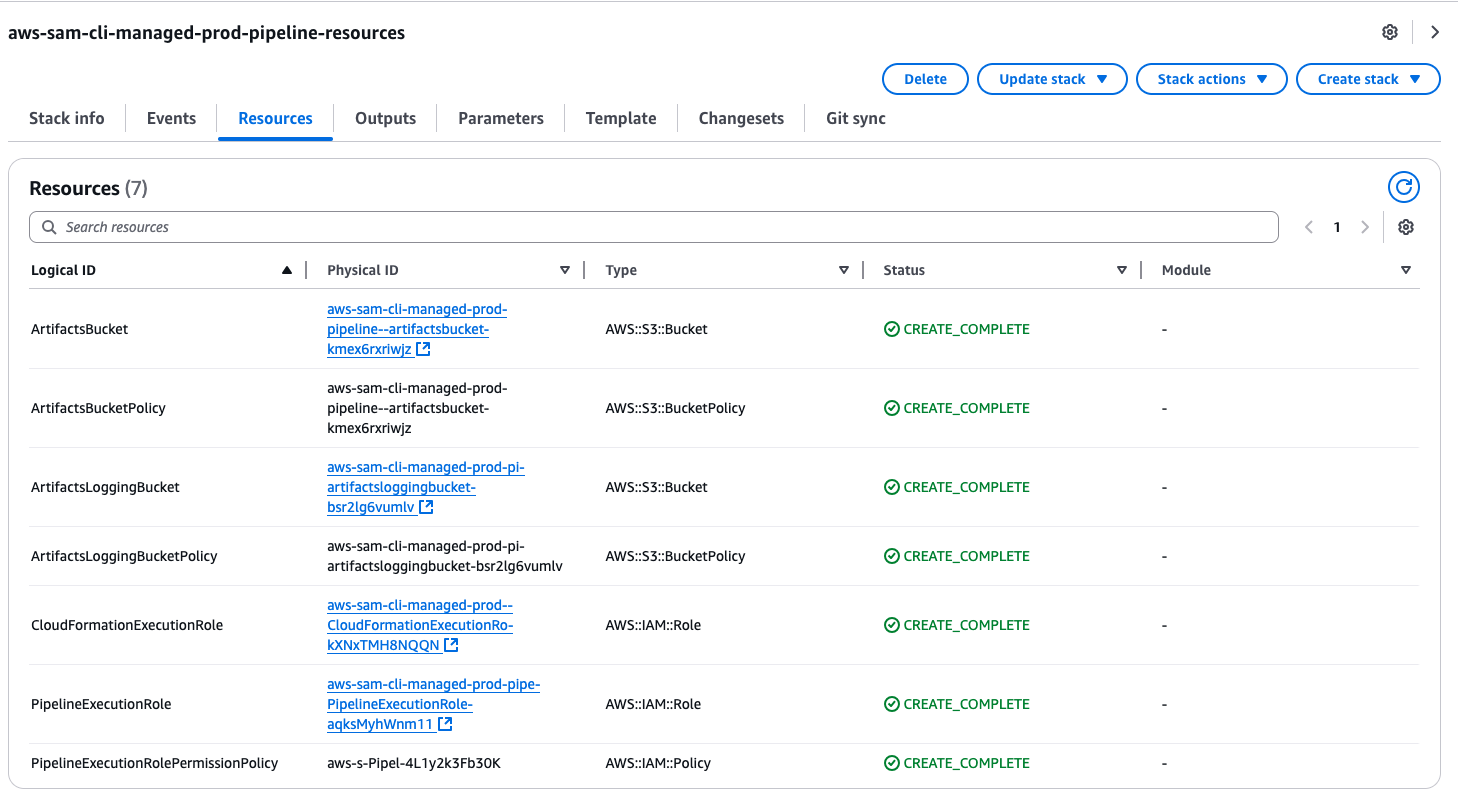 aws-sam-cli-managed-prod-pipeline-resources
Delete
Update stack
Stack actions
Create stack
Stack info
Events
Resources
Outputs
Parameters
Template
Changesets
Git sync
Resources (7)
Search resources
1
Logical ID
Physical ID
Type
Status
Module
ArtifactsBucket
aws-sam-cli-managed-prod-
pipeline--artifactsbucket-
kmex6rxriwjz
AWS::S3::Bucket
CREATE_COMPLETE
-
ArtifactsBucketPolicy
aws-sam-cli-managed-prod-
pipeline--artifactsbucket-
kmex6rxriwjz
AWS::S3::BucketPolicy
CREATE_COMPLETE
-
ArtifactsLoggingBucket
aws-sam-cli-managed-prod-pi-
artifactsloggingbucket-
bsr2lg6vumlv
AWS::S3::Bucket
CREATE_COMPLETE
-
ArtifactsLoggingBucketPolicy
aws-sam-cli-managed-prod-pi-
artifactsloggingbucket-bsr2lg6vumlv
AWS::S3::BucketPolicy
CREATE_COMPLETE
-
CloudFormationExecutionRole
aws-sam-cli-managed-prod--
CloudFormationExecutionRo-
kXNxTMH8NQQN
AWS::IAM::Role
CREATE_COMPLETE
-
PipelineExecutionRole
aws-sam-cli-managed-prod-pipe-
PipelineExecutionRole-
aqksMyhWnm11
AWS::IAM::Role
CREATE_COMPLETE
-
PipelineExecutionRolePermissionPolicy
aws-s-Pipel-4L1y2k3Fb30K
AWS::IAM::Policy
CREATE_COMPLETE
-